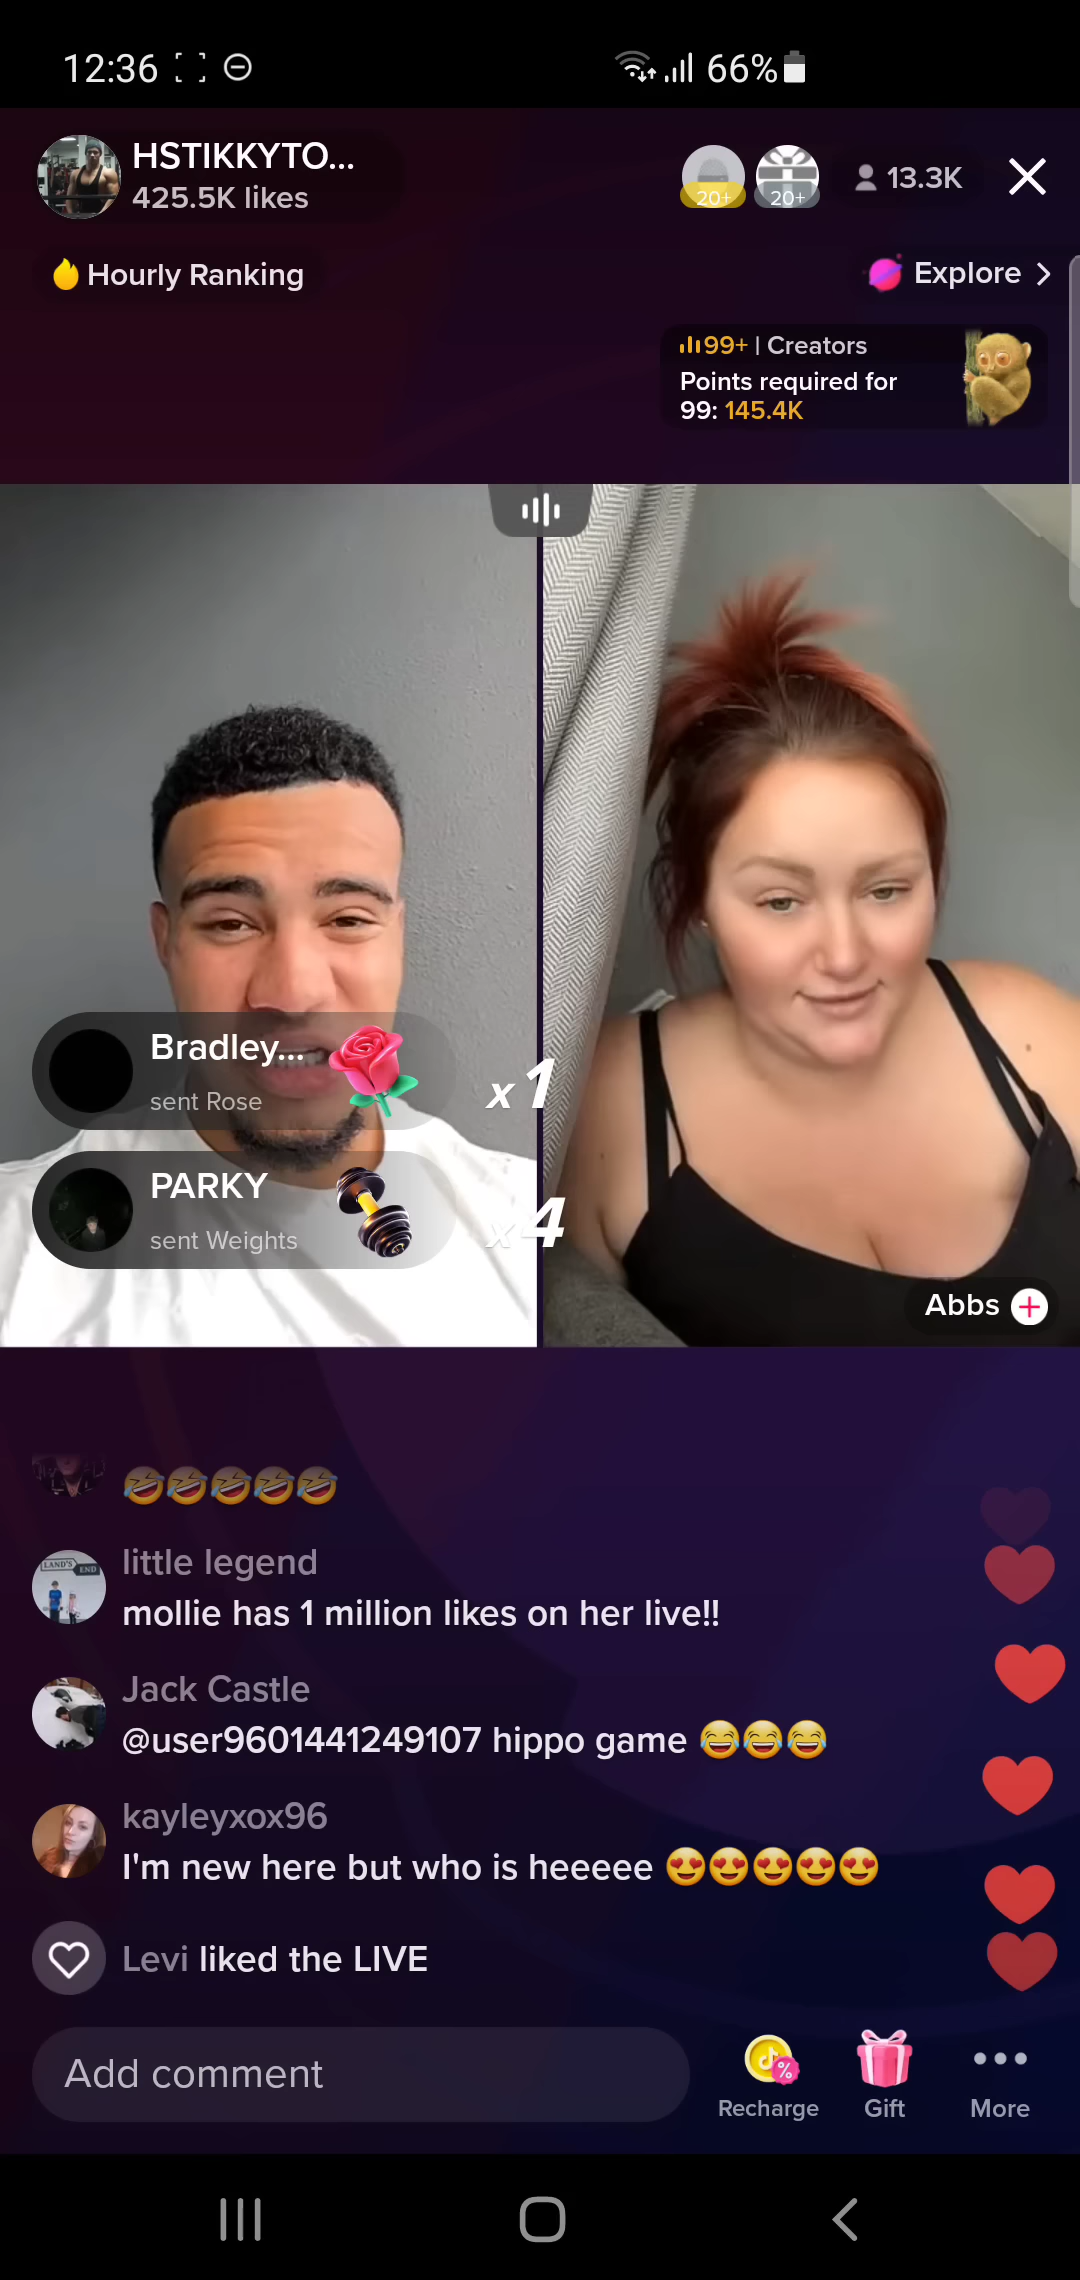 12:36
66%
HSTIKKYTO...
425.5K likes
20+
20+
13.3K
Hourly Ranking
Explore
99+ | Creators
Points required for
99: 145.4K
Bradley...
sent Rose
x1
PARKY
sent Weights
x4
Abbs
🤣🤣🤣🤣🤣
LAND'S
END
little legend
mollie has 1 million likes on her live!!
Jack Castle
@user9601441249107 hippo game 😂😂😂
kayleyxox96
I'm new here but who is heeeee 😍😍😍😍😍
Levi liked the LIVE
Add comment
%
Recharge
Gift
More